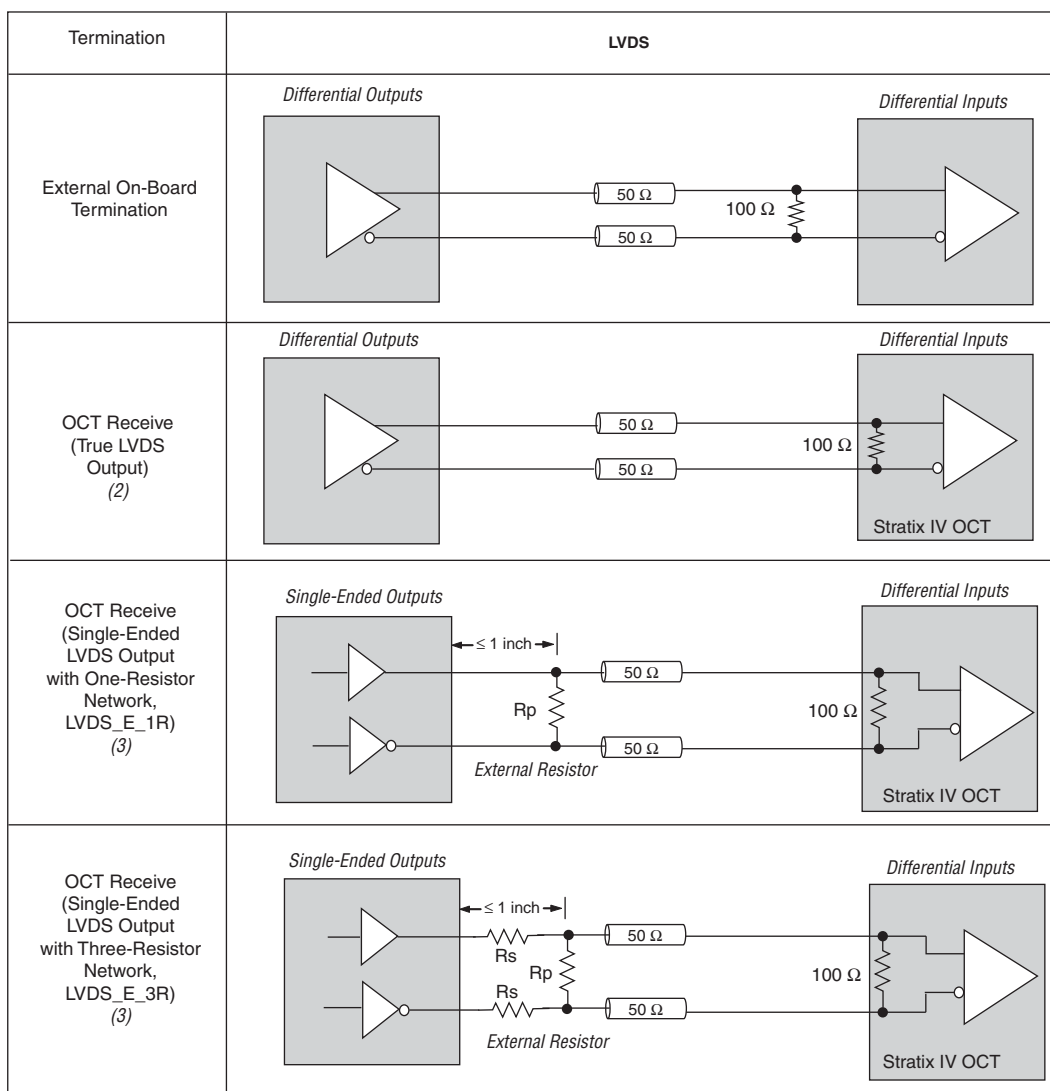 Termination
LVDS
External On-Board
Termination
Differential Outputs
Differential Inputs
50 Ω
50 Ω
100 Ω
OCT Receive
(True LVDS
Output)
(2)
Differential Outputs
Differential Inputs
50 Ω
50 Ω
100 Ω
Stratix IV OCT
OCT Receive
(Single-Ended
LVDS Output
with One-Resistor
Network,
LVDS_E_1R)
(3)
Single-Ended Outputs
Differential Inputs
≤ 1 inch
50 Ω
Rp
100 Ω
50 Ω
External Resistor
Stratix IV OCT
OCT Receive
(Single-Ended
LVDS Output
with Three-Resistor
Network,
LVDS_E_3R)
(3)
Single-Ended Outputs
Differential Inputs
≤ 1 inch
50 Ω
Rs
Rp
100 Ω
Rs
50 Ω
External Resistor
Stratix IV OCT